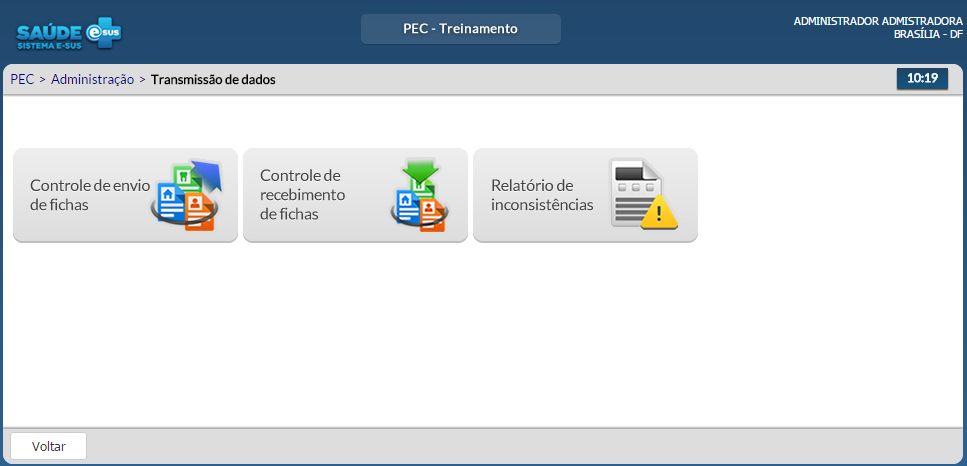 SAÚDE e-SUS
SISTEMA E-SUS
PEC - Treinamento
ADMINISTRADOR ADMISTRADORA
BRASÍLIA - DF
PEC > Administração > Transmissão de dados
10:19
Controle de envio
de fichas
Controle de
recebimento
de fichas
Relatório de
inconsistências
Voltar